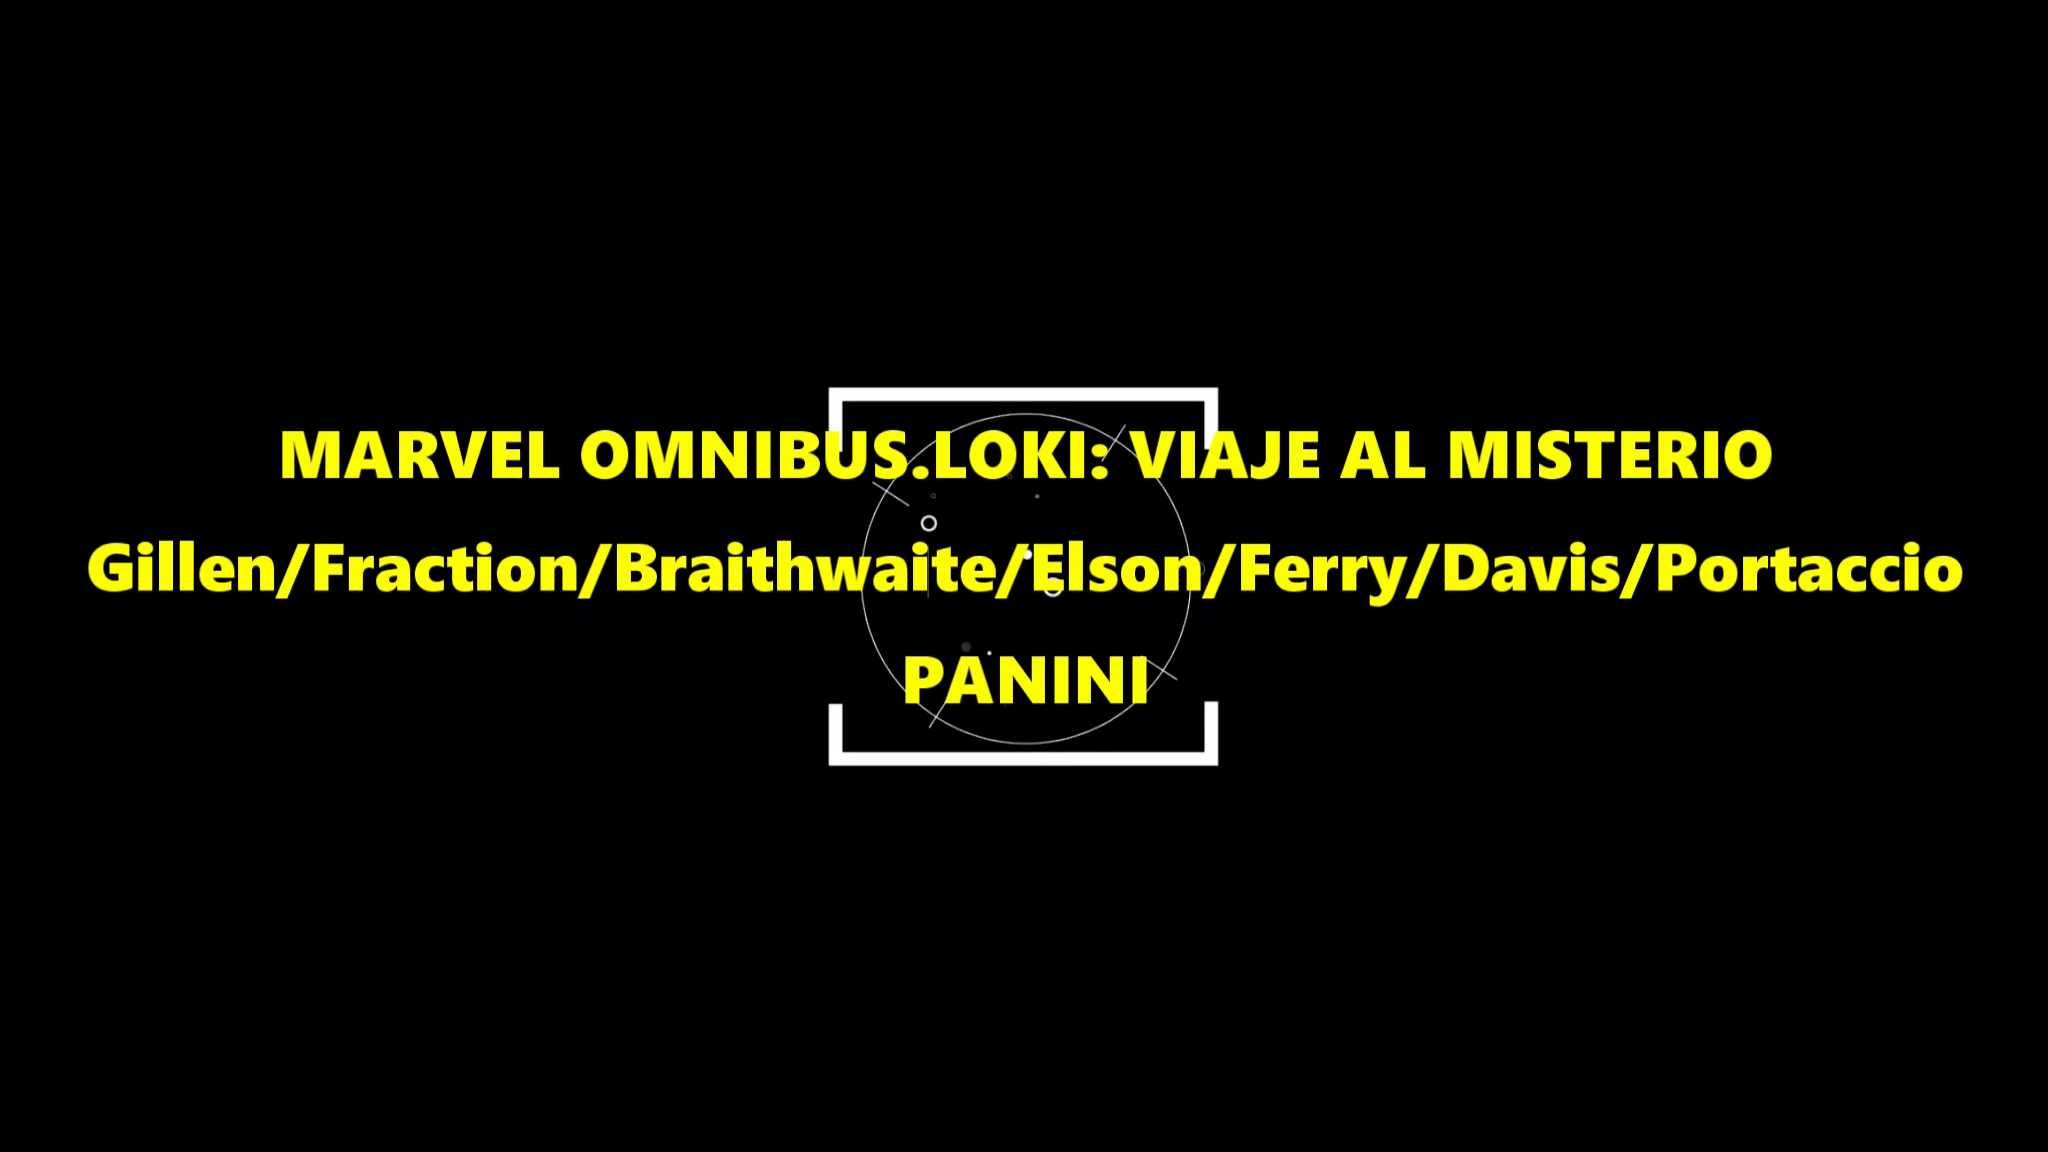 MARVEL OMNIBUS.LOKI: VIAJE AL MISTERIO
Gillen/Fraction/Braithwaite/Elson/Ferry/Davis/Portaccio
PANINI